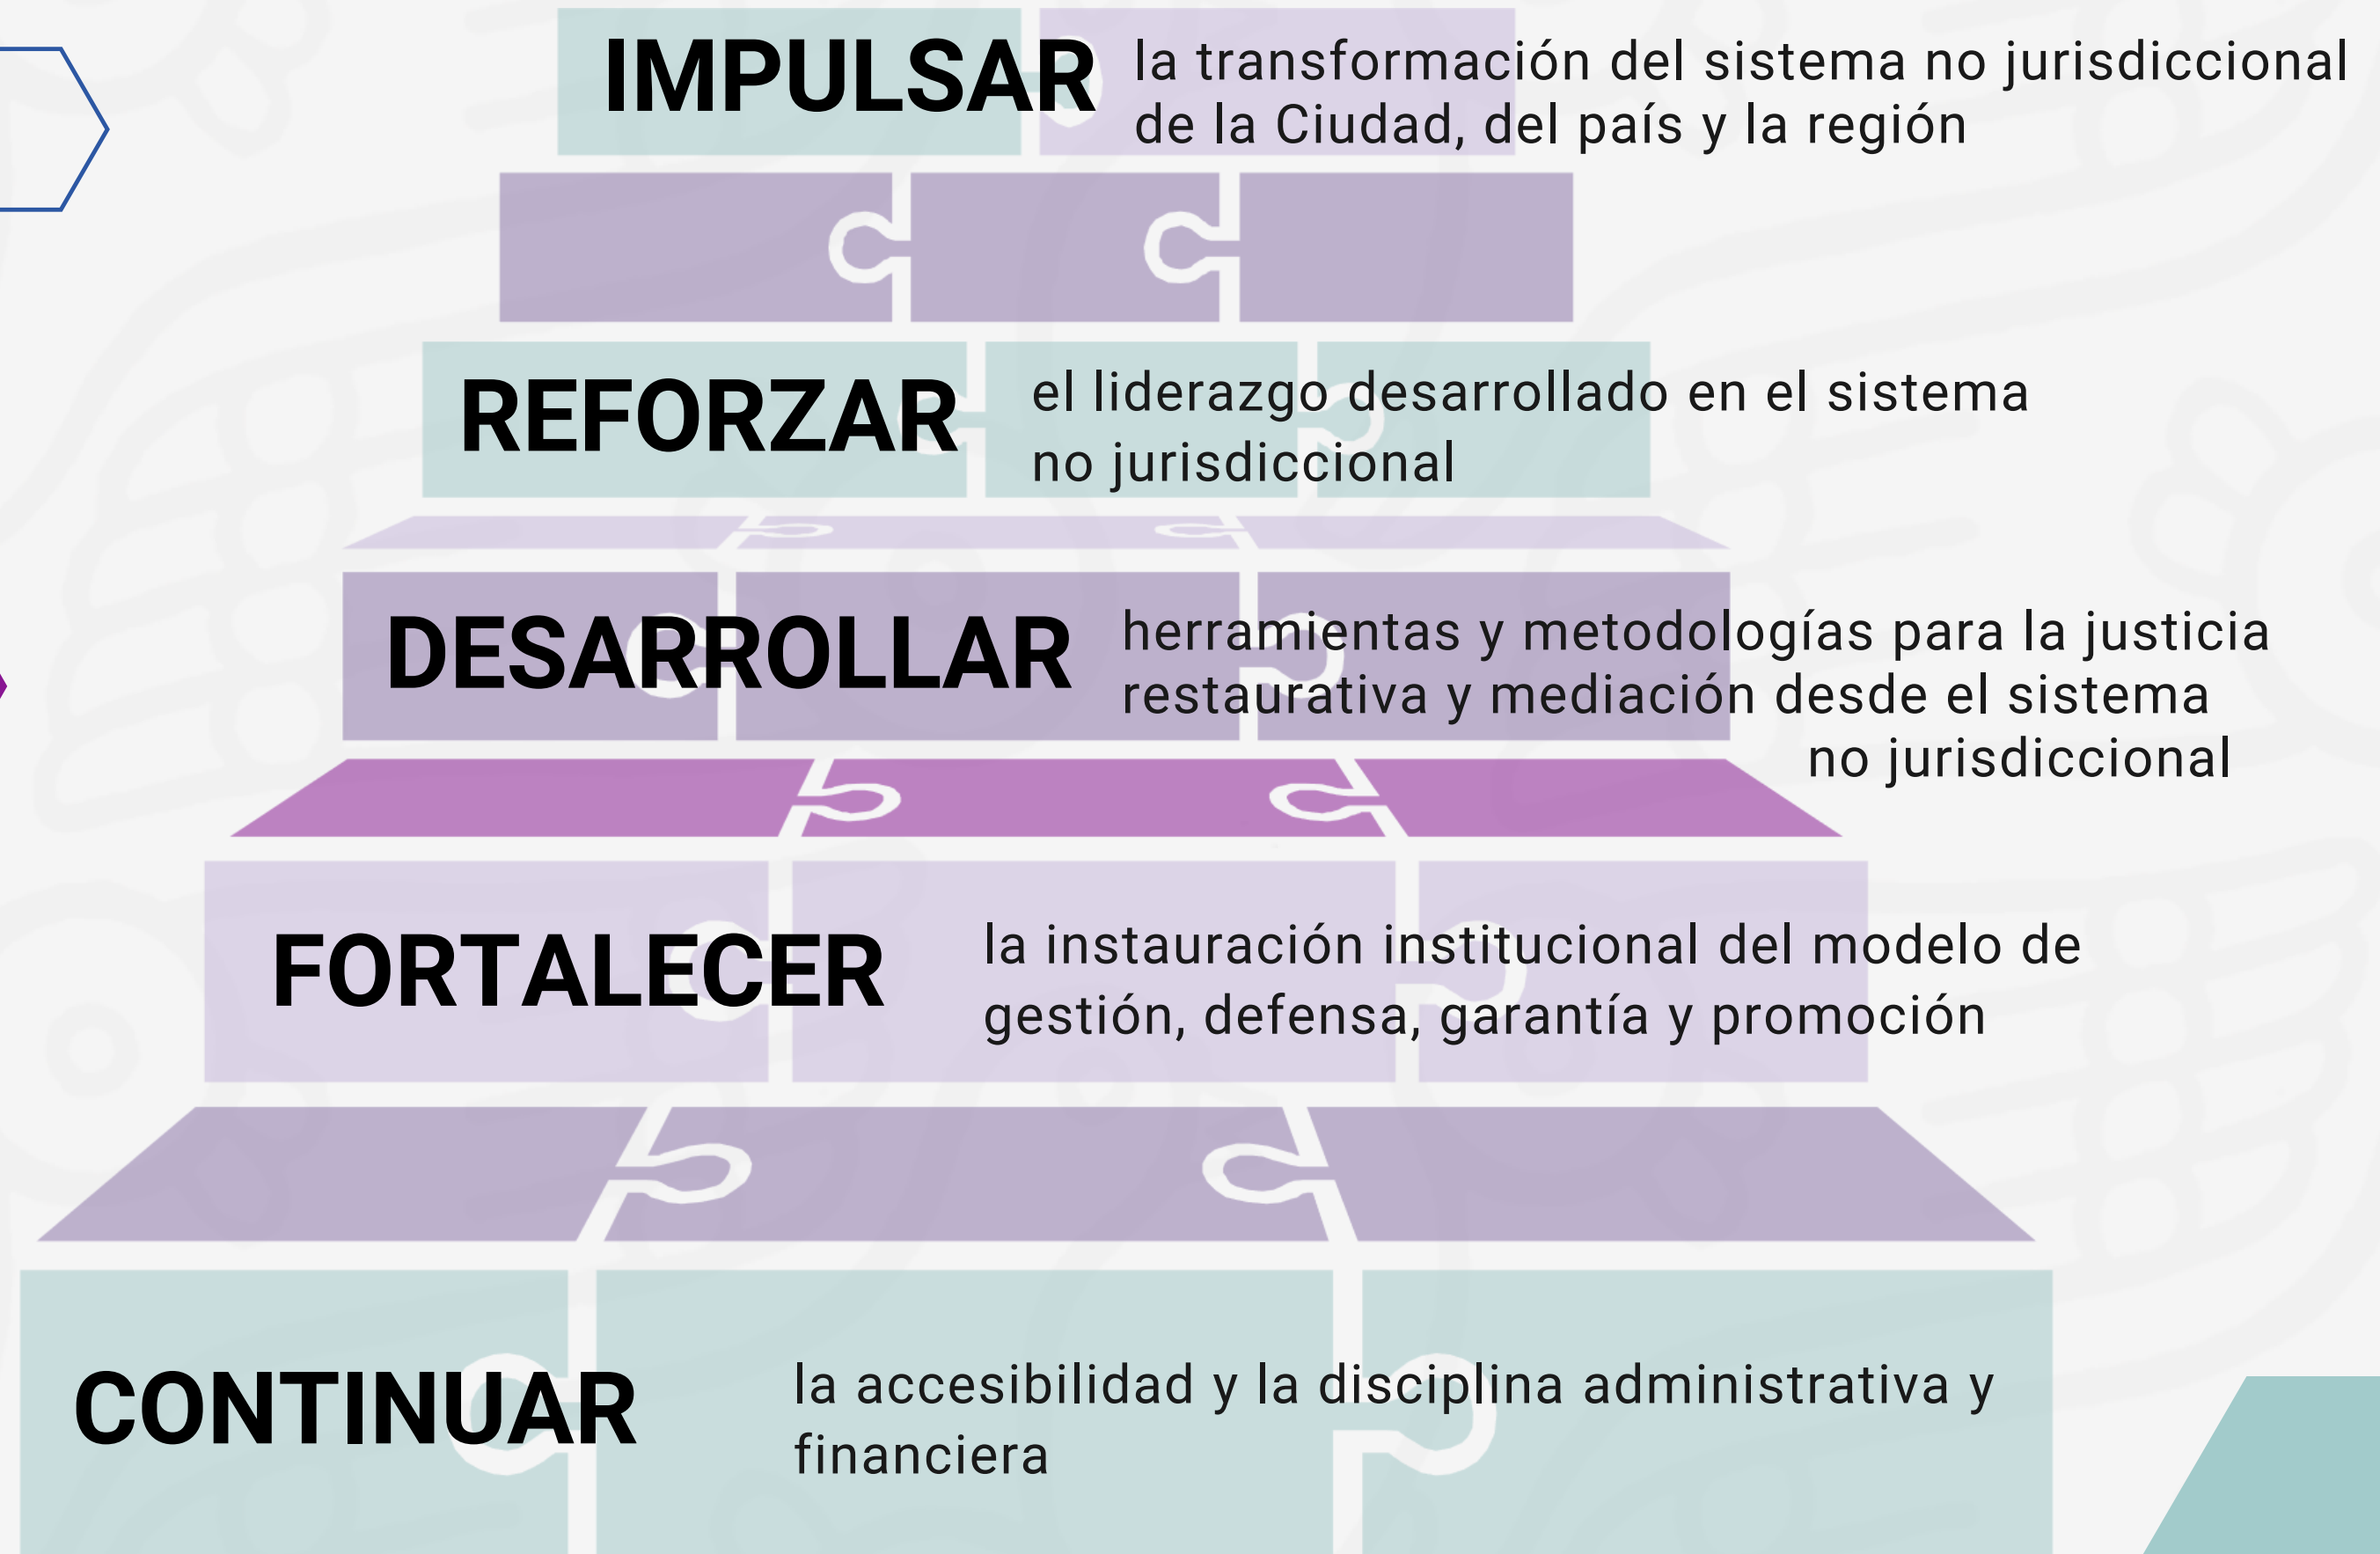 IMPULSAR
la transformación del sistema no jurisdiccional
de la Ciudad, del país y la región
REFORZAR
el liderazgo desarrollado en el sistema
no jurisdiccional
DESARROLLAR
herramientas y metodologías para la justicia
restaurativa y mediación desde el sistema
no jurisdiccional
FORTALECER
la instauración institucional del modelo de
gestión, defensa, garantía y promoción
CONTINUAR
la accesibilidad y la disciplina administrativa y
financiera